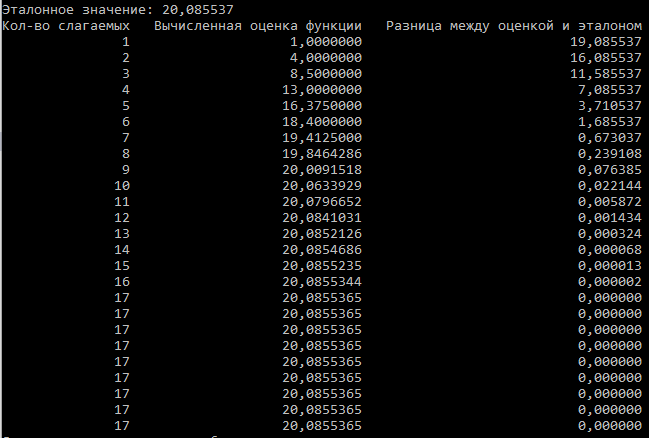 Эталонное значение: 20,085537
Кол-во слагаемых Вычисленная оценка функции Разница между оценкой и эталоном
1 1,0000000 19,085537
2 4,0000000 16,085537
3 8,5000000 11,585537
4 13,0000000 7,085537
5 16,3750000 3,710537
6 18,4000000 1,685537
7 19,4125000 0,673037
8 19,8464286 0,239108
9 20,0091518 0,076385
10 20,0633929 0,022144
11 20,0796652 0,005872
12 20,0841031 0,001434
13 20,0852126 0,000324
14 20,0854686 0,000068
15 20,0855235 0,000013
16 20,0855344 0,000002
17 20,0855365 0,000000
17 20,0855365 0,000000
17 20,0855365 0,000000
17 20,0855365 0,000000
17 20,0855365 0,000000
17 20,0855365 0,000000
17 20,0855365 0,000000
17 20,0855365 0,000000
17 20,0855365 0,000000